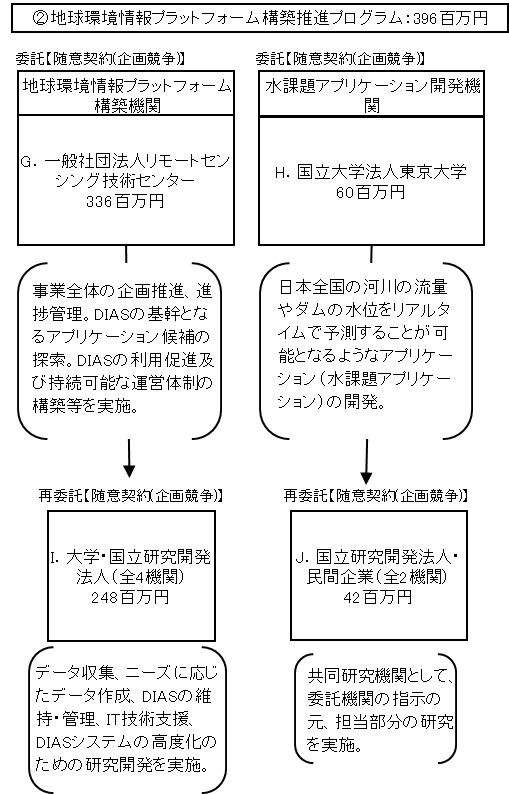 ②地球環境情報プラットフォーム構築推進プログラム：396百万円
委託【随意契約(企画競争)】
地球環境情報プラットフォーム
構築機関
G．一般社団法人リモートセン
シング技術センター
336百万円
事業全体の企画推進、進
捗管理。DIASの基幹とな
るアプリケーション候補の
探索。DIASの利用促進及
び持続可能な運営体制の
構築等を実施。
再委託【随意契約(企画競争)】
I．大学・国立研究開発
法人（全4機関）
248百万円
データ収集、ニーズに応じ
たデータ作成、DIASの維
持・管理、IT技術支援、
DIASシステムの高度化の
ための研究開発を実施。
委託【随意契約(企画競争)】
水課題アプリケーション開発機
関
H．国立大学法人東京大学
60百万円
日本全国の河川の流量
やダムの水位をリアルタ
イムで予測することが可
能となるようなアプリケー
ション（水課題アプリケー
ション）の開発。
再委託【随意契約(企画競争)】
J．国立研究開発法人・
民間企業（全2機関）
42百万円
共同研究機関として、
委託機関の指示の
元、担当部分の研究
を実施。